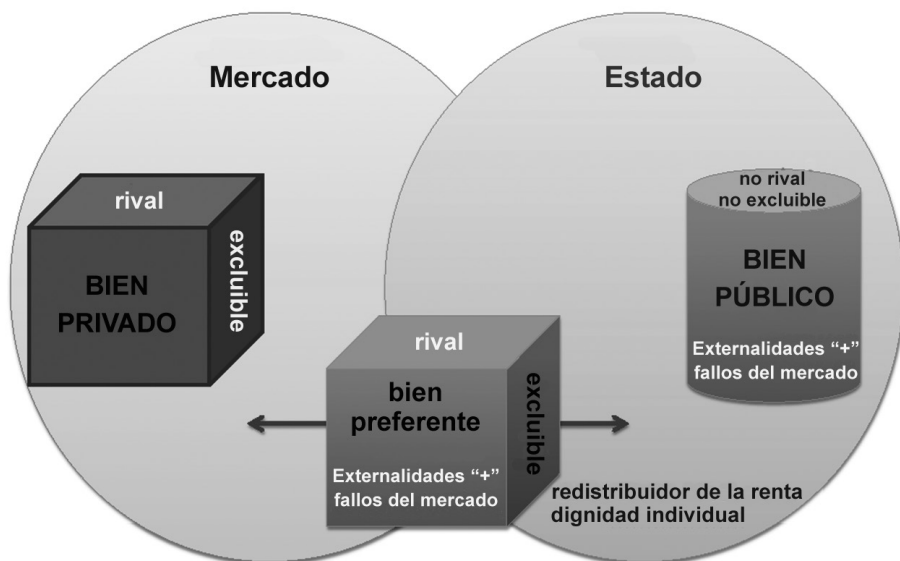 Mercado
Estado
rival
excluible
BIEN
PRIVADO
no rival
no excluible
BIEN
PÚBLICO
Externalidades “+”
fallos del mercado
rival
excluible
bien
preferente
Externalidades “+”
fallos del mercado
redistribuidor de la renta
dignidad individual